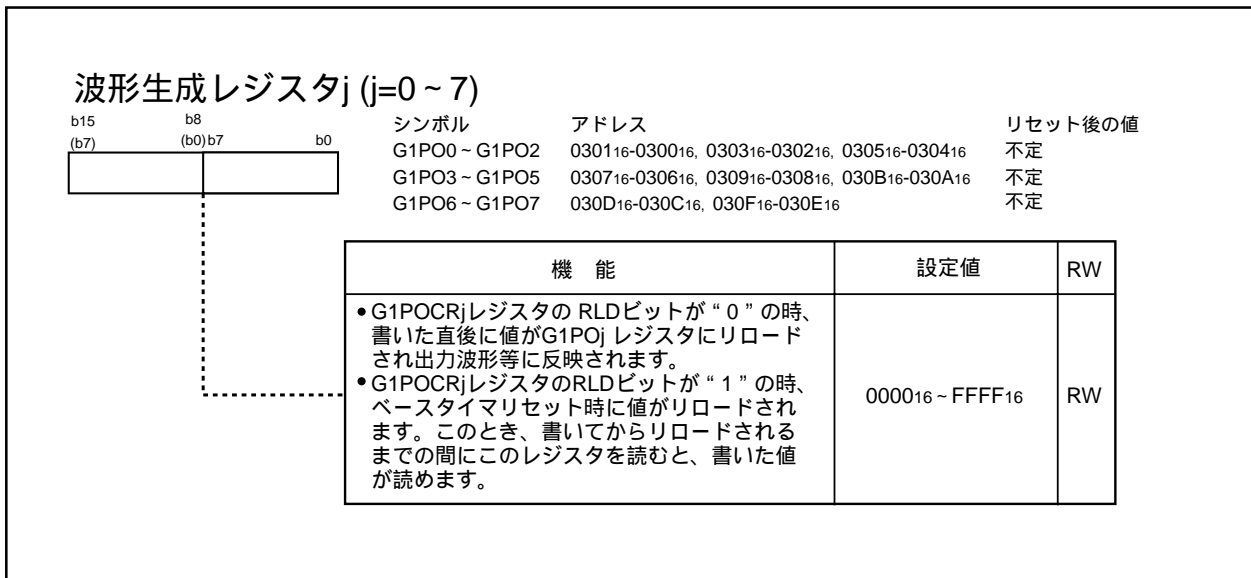 波形生成レジスタj (j=0～7)
b15 b8
(b7) (b0) b7 b0
シンボル アドレス リセット後の値
G1PO0～G1PO2 030116-030016, 030316-030216, 030516-030416 不定
G1PO3～G1PO5 030716-030616, 030916-030816, 030B16-030A16 不定
G1PO6～G1PO7 030D16-030C16, 030F16-030E16 不定
機 能 設定値 RW
●G1POCRjレジスタの RLDビットが“0”の時、
書いた直後に値がG1POj レジスタにリロード
され出力波形等に反映されます。
●G1POCRjレジスタのRLDビットが“1”の時、
ベースタイマリセット時に値がリロードされ
ます。このとき、書いてからリロードされる
までの間にこのレジスタを読むと、書いた値
が読めます。
000016～FFFF16 RW